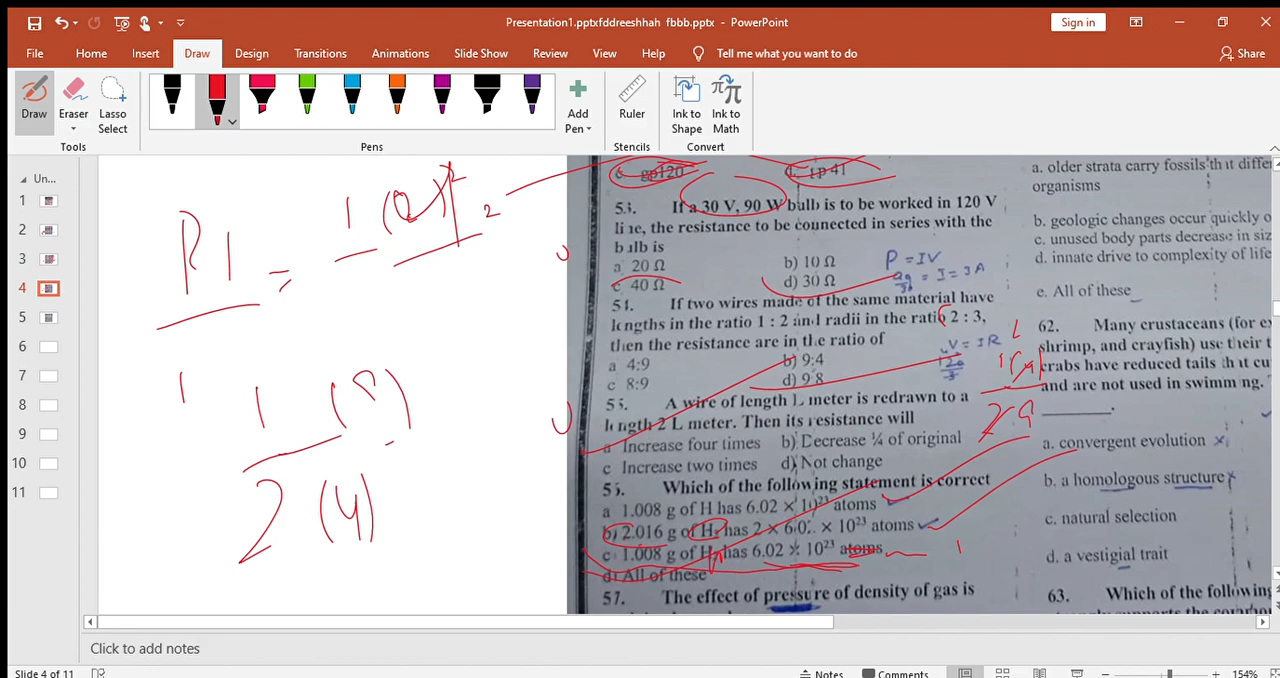 Presentation1.pptxfddreeshhah fbbb.pptx - PowerPoint
Sign in
File Home Insert Draw Design Transitions Animations Slide Show Review View Help Tell me what you want to do Share
Draw Eraser Lasso Select
Add Pen
Ruler
Ink to Shape
Ink to Math
Tools Pens Stencils Convert
Un...
1
2
3
4
5
6
7
8
9
10
11
53. If a 30 V, 90 W bulb is to be worked in 120 V
line, the resistance to be connected in series with the
bulb is
a 20 Ω b) 10 Ω
c 40 Ω d) 30 Ω
P = IV
= I = 3A
54. If two wires made of the same material have
lengths in the ratio 1 : 2 and radii in the ratio 2 : 3,
then the resistance are in the ratio of
a 4:9 b) 9:4
c 8:9 d) 9 8
V = IR
55. A wire of length L meter is redrawn to a
length 2 L meter. Then its resistance will
a Increase four times b) Decrease ¼ of original
c Increase two times d) Not change
56. Which of the following statement is correct
a 1.008 g of H has 6.02 × 10²³ atoms
b) 2.016 g of H₂ has 2 × 6.02 × 10²³ atoms
c 1.008 g of H₂ has 6.02 × 10²³ atoms
d) All of these
57. The effect of pressure of density of gas is
a. older strata carry fossils that differ
organisms
b. geologic changes occur quickly o
c. unused body parts decrease in siz
d. innate drive to complexity of life
e. All of these
62. Many crustaceans (for ex
shrimp, and crayfish) use their t
crabs have reduced tails that cu
and are not used in swimming.
a. convergent evolution
b. a homologous structure
c. natural selection
d. a vestigial trait
63. Which of the following
Click to add notes
Slide 4 of 11
Notes Comments 154%